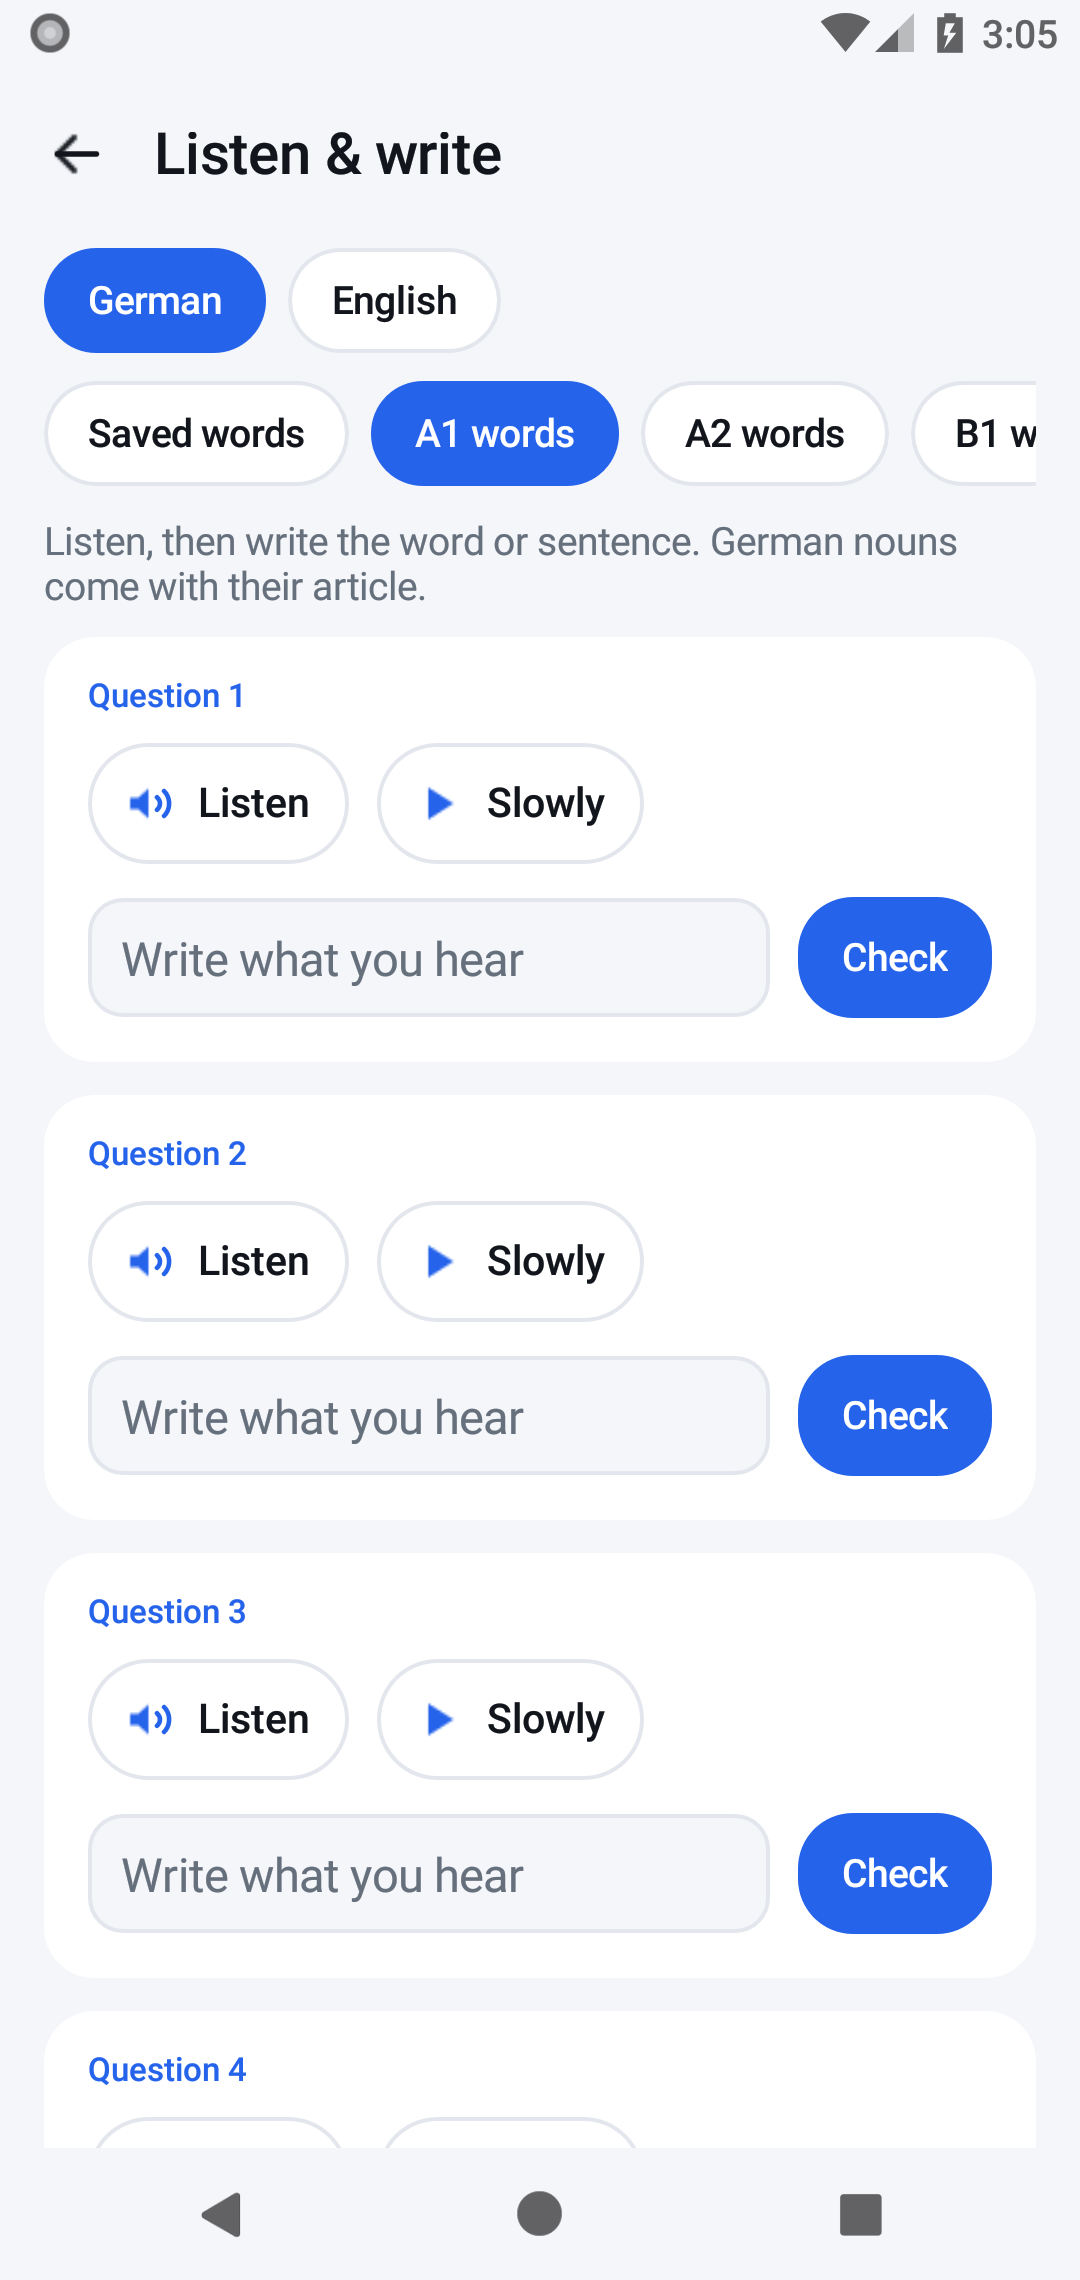 3:05
Listen & write
German English
Saved words A1 words A2 words B1 w
Listen, then write the word or sentence. German nouns
come with their article.
Question 1
Listen Slowly
Write what you hear Check
Question 2
Listen Slowly
Write what you hear Check
Question 3
Listen Slowly
Write what you hear Check
Question 4